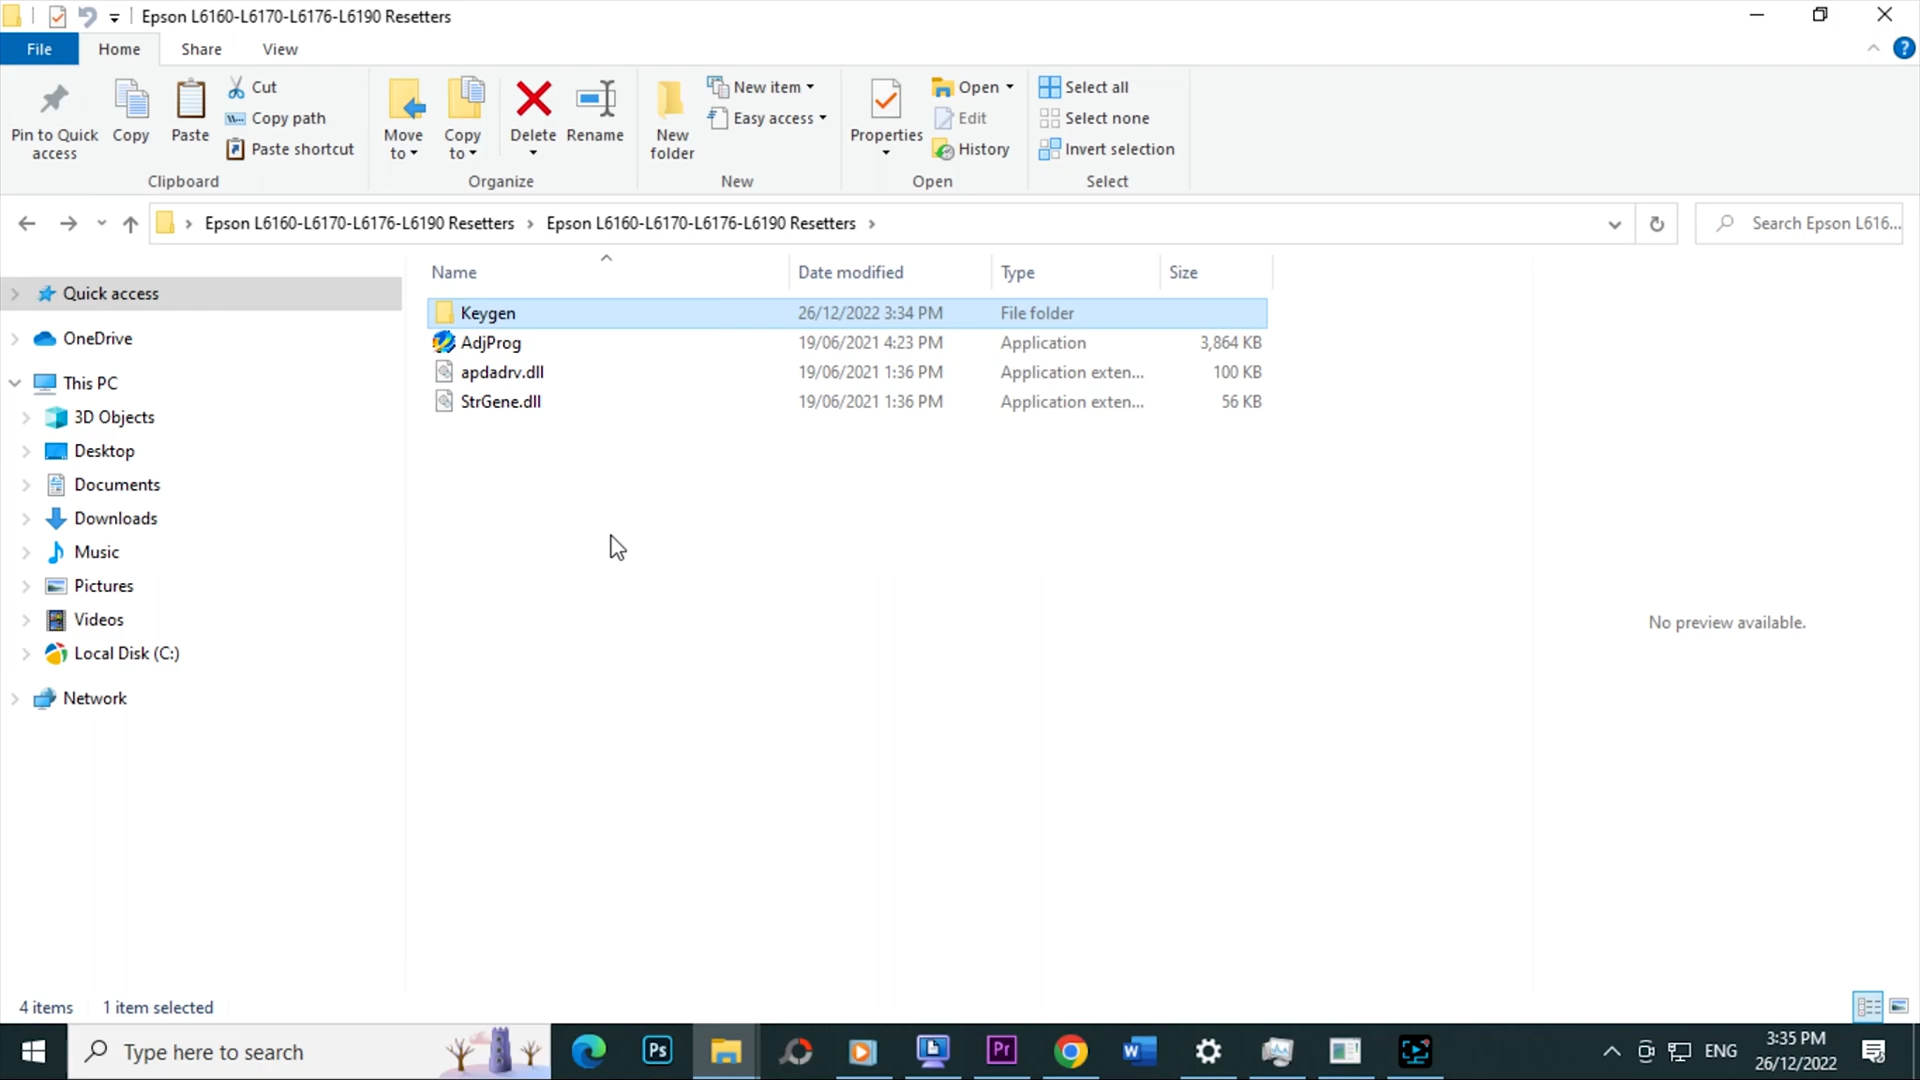 Epson L6160-L6170-L6176-L6190 Resetters
File Home Share View
Pin to Quick access
Copy
Paste
Cut
Copy path
Paste shortcut
Clipboard
Move to
Copy to
Delete
Rename
Organize
New folder
New item
Easy access
New
Properties
Open
Edit
History
Open
Select all
Select none
Invert selection
Select
Epson L6160-L6170-L6176-L6190 Resetters Epson L6160-L6170-L6176-L6190 Resetters
Search Epson L616...
Name Date modified Type Size
Keygen 26/12/2022 3:34 PM File folder
AdjProg 19/06/2021 4:23 PM Application 3,864 KB
apdadrv.dll 19/06/2021 1:36 PM Application exten... 100 KB
StrGene.dll 19/06/2021 1:36 PM Application exten... 56 KB
Quick access
OneDrive
This PC
3D Objects
Desktop
Documents
Downloads
Music
Pictures
Videos
Local Disk (C:)
Network
No preview available.
4 items 1 item selected
Type here to search
Ps
Pr
W
ENG
3:35 PM
26/12/2022